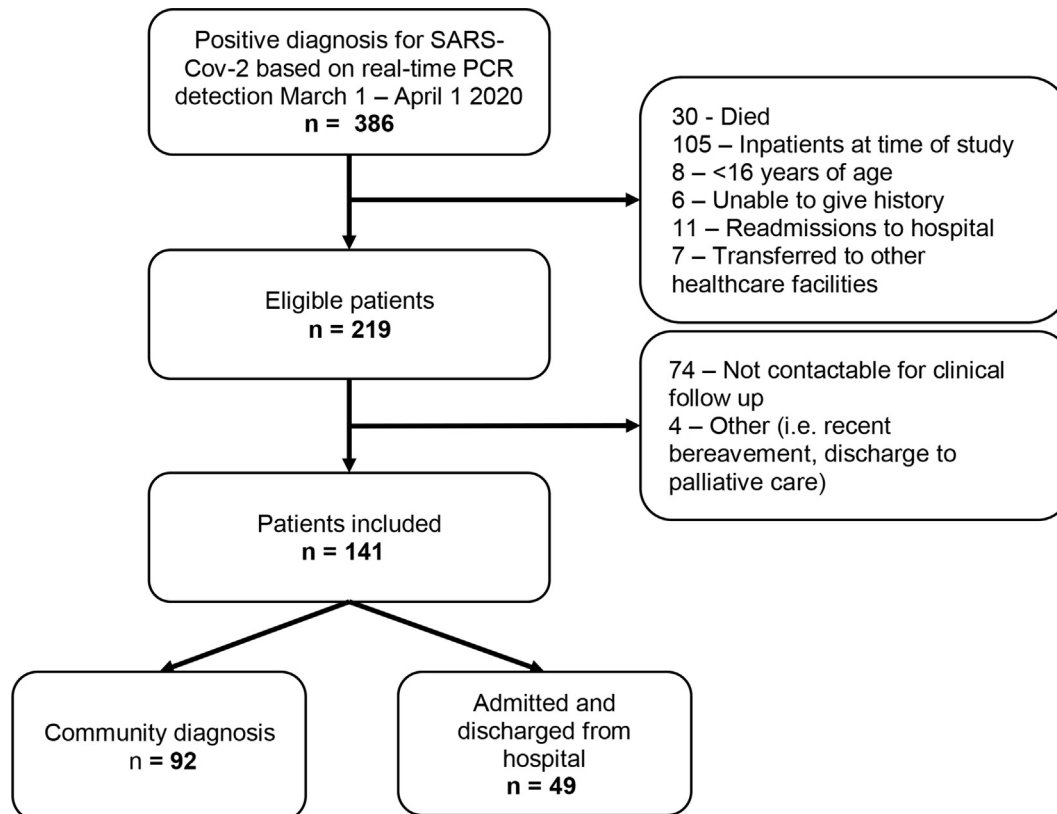 Positive diagnosis for SARS-
Cov-2 based on real-time PCR
detection March 1 – April 1 2020
n = 386
30 - Died
105 – Inpatients at time of study
8 – <16 years of age
6 – Unable to give history
11 – Readmissions to hospital
7 – Transferred to other
healthcare facilities
Eligible patients
n = 219
74 – Not contactable for clinical
follow up
4 – Other (i.e. recent
bereavement, discharge to
palliative care)
Patients included
n = 141
Community diagnosis
n = 92
Admitted and
discharged from
hospital
n = 49